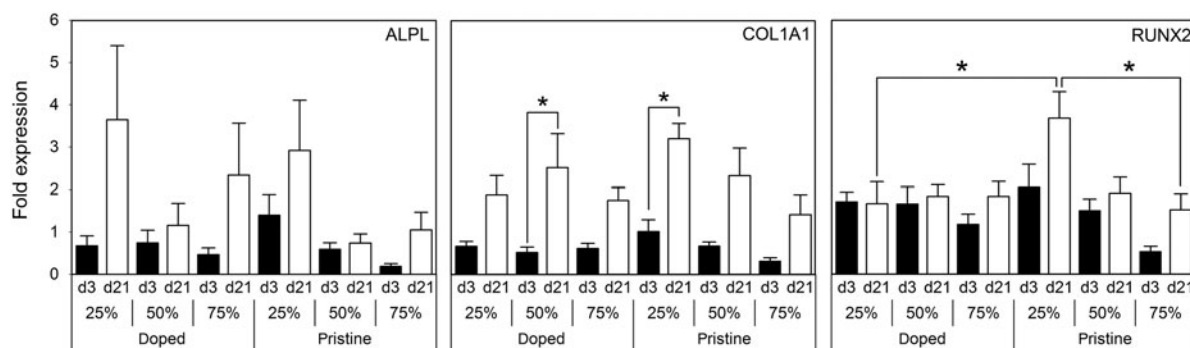 6
5
4
3
2
1
0
Fold expression
ALPL
d3 d21 d3 d21 d3 d21 d3 d21 d3 d21 d3 d21
25% 50% 75% 25% 50% 75%
Doped Pristine
COL1A1
* *
d3 d21 d3 d21 d3 d21 d3 d21 d3 d21 d3 d21
25% 50% 75% 25% 50% 75%
Doped Pristine
RUNX2
* *
d3 d21 d3 d21 d3 d21 d3 d21 d3 d21 d3 d21
25% 50% 75% 25% 50% 75%
Doped Pristine